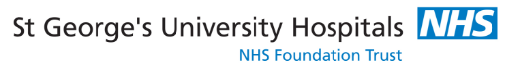 St George's University Hospitals NHS
NHS Foundation Trust